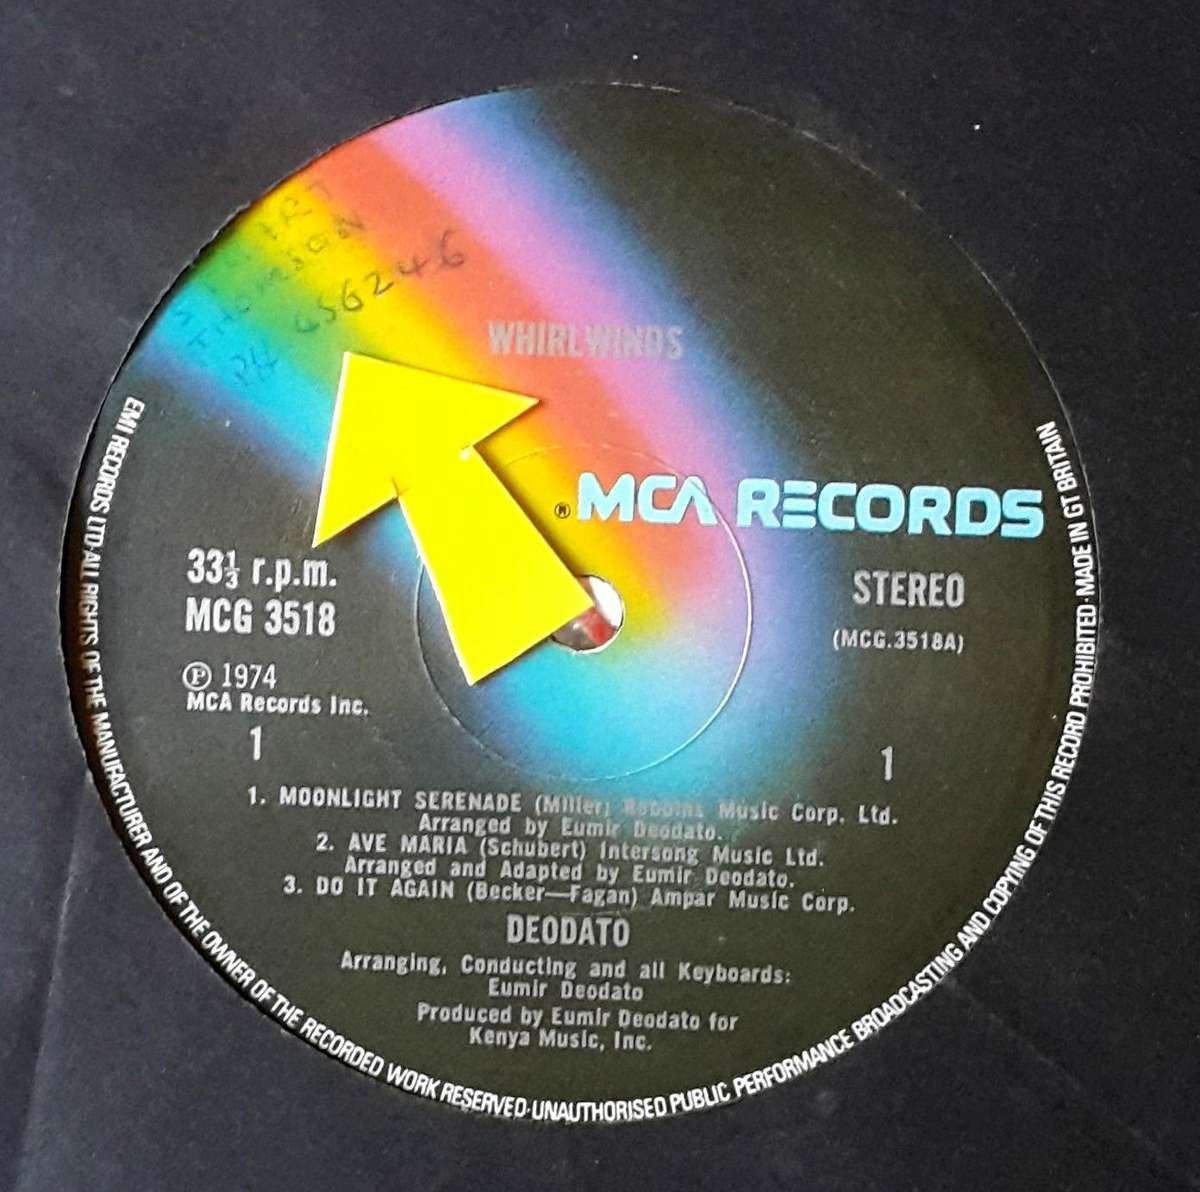 PH 656246
WHIRLWINDS
® MCA RECORDS
33⅓ r.p.m.
MCG 3518
STEREO
(MCG.3518A)
Ⓟ 1974
MCA Records Inc.
1 1
1. MOONLIGHT SERENADE (Miller) Robbins Music Corp. Ltd.
Arranged by Eumir Deodato.
2. AVE MARIA (Schubert) Intersong Music Ltd.
Arranged and Adapted by Eumir Deodato.
3. DO IT AGAIN (Becker—Fagan) Ampar Music Corp.
DEODATO
Arranging, Conducting and all Keyboards:
Eumir Deodato
Produced by Eumir Deodato for
Kenya Music, Inc.
EMI RECORDS LTD·ALL RIGHTS OF THE MANUFACTURER AND OF THE OWNER OF THE RECORDED WORK RESERVED·UNAUTHORISED PUBLIC PERFORMANCE BROADCASTING AND COPYING OF THIS RECORD PROHIBITED·MADE IN GT BRITAIN